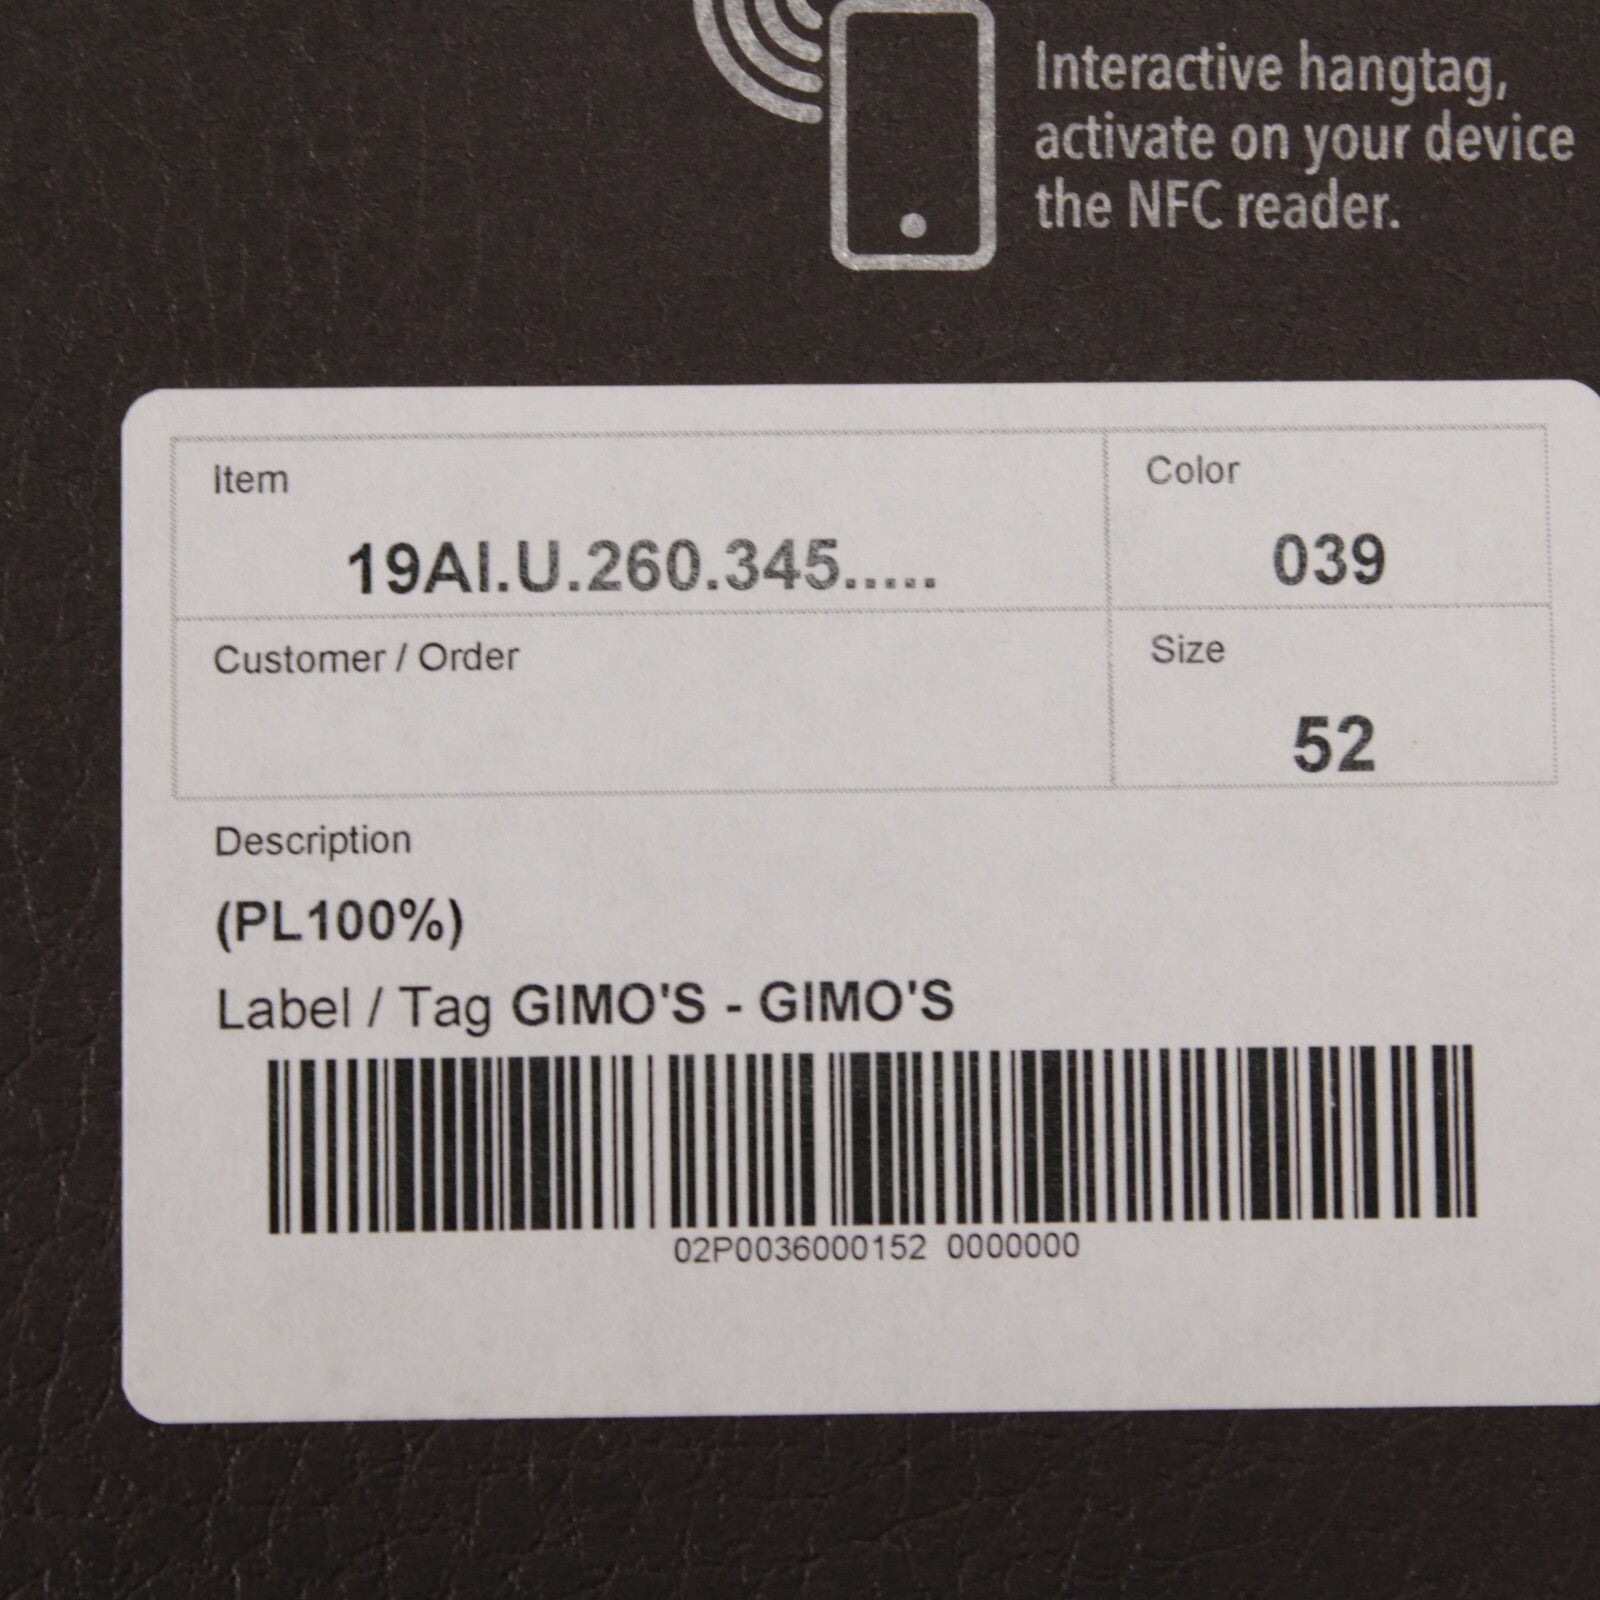 Interactive hangtag,
activate on your device
the NFC reader.
Item
19AI.U.260.345.....
Color
039
Customer / Order
Size
52
Description
(PL100%)
Label / Tag GIMO'S - GIMO'S
02P0036000152 0000000